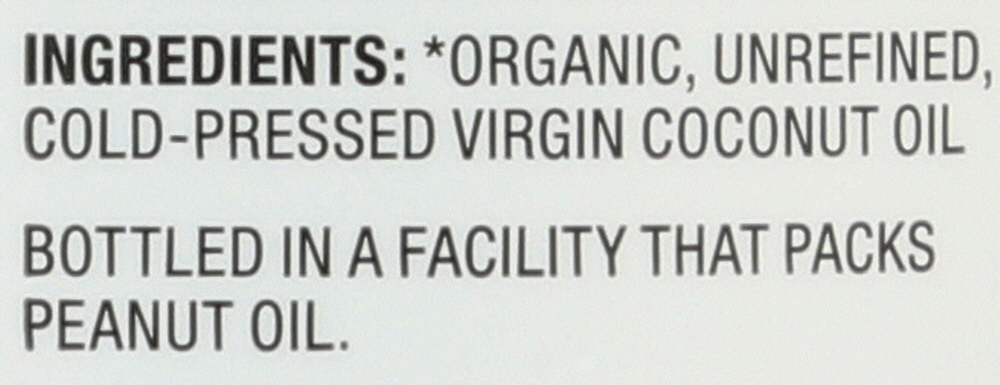 INGREDIENTS: *ORGANIC, UNREFINED,
COLD-PRESSED VIRGIN COCONUT OIL
BOTTLED IN A FACILITY THAT PACKS
PEANUT OIL.